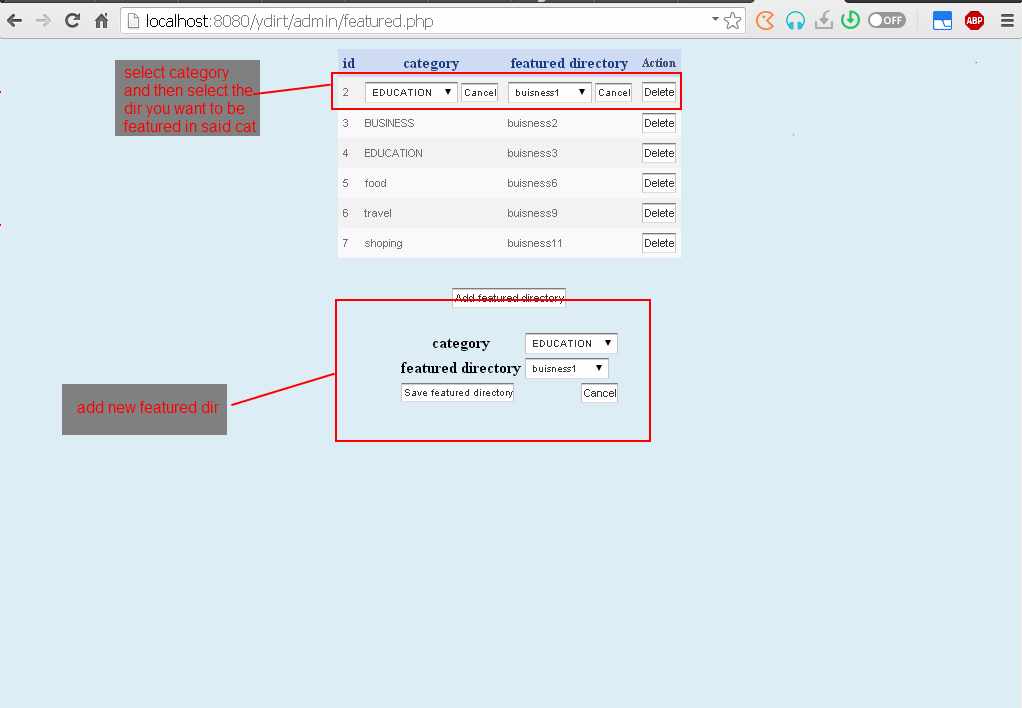 localhost:8080/ydirt/admin/featured.php
OFF
ABP
id category featured directory Action
select category
and then select the
dir you want to be
featured in said cat
2 EDUCATION Cancel buisness1 Cancel Delete
3 BUSINESS buisness2 Delete
4 EDUCATION buisness3 Delete
5 food buisness6 Delete
6 travel buisness9 Delete
7 shoping buisness11 Delete
Add featured directory
category EDUCATION
featured directory buisness1
Save featured directory Cancel
add new featured dir